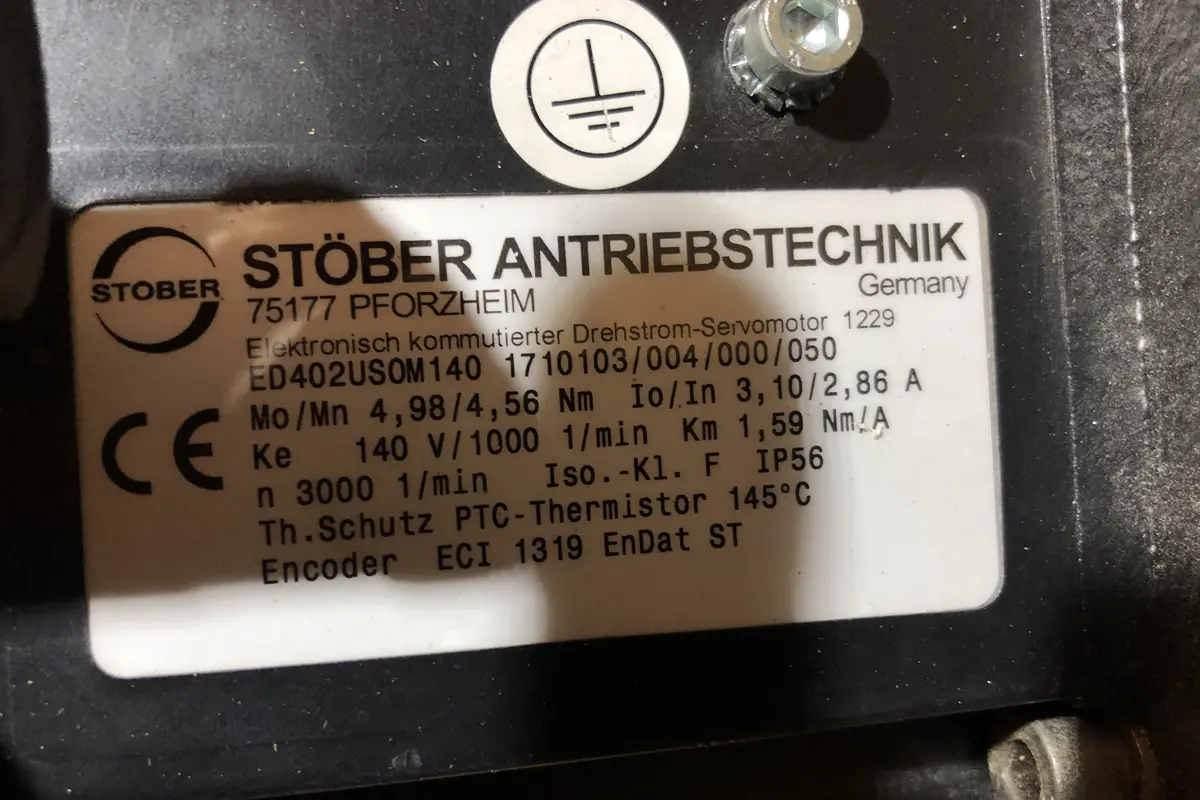 STÖBER
STÖBER ANTRIEBSTECHNIK
75177 PFORZHEIM
Germany
Elektronisch kommutierter Drehstrom-Servomotor 1229
ED402USOM140 1710103/004/000/050
Mo/Mn 4,98/4,56 Nm Io/In 3,10/2,86 A
Ke 140 V/1000 1/min Km 1,59 Nm/A
n 3000 1/min Iso.-Kl. F IP56
Th.Schutz PTC-Thermistor 145°C
Encoder ECI 1319 EnDat ST
CE